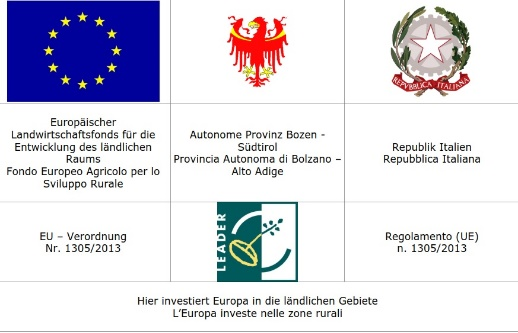 REPVBBLICA ITALIANA
Europäischer
Landwirtschaftsfonds für die
Entwicklung des ländlichen
Raums
Fondo Europeo Agricolo per lo
Sviluppo Rurale
Autonome Provinz Bozen -
Südtirol
Provincia Autonoma di Bolzano –
Alto Adige
Republik Italien
Repubblica Italiana
EU – Verordnung
Nr. 1305/2013
LEADER
Regolamento (UE)
n. 1305/2013
Hier investiert Europa in die ländlichen Gebiete
L’Europa investe nelle zone rurali